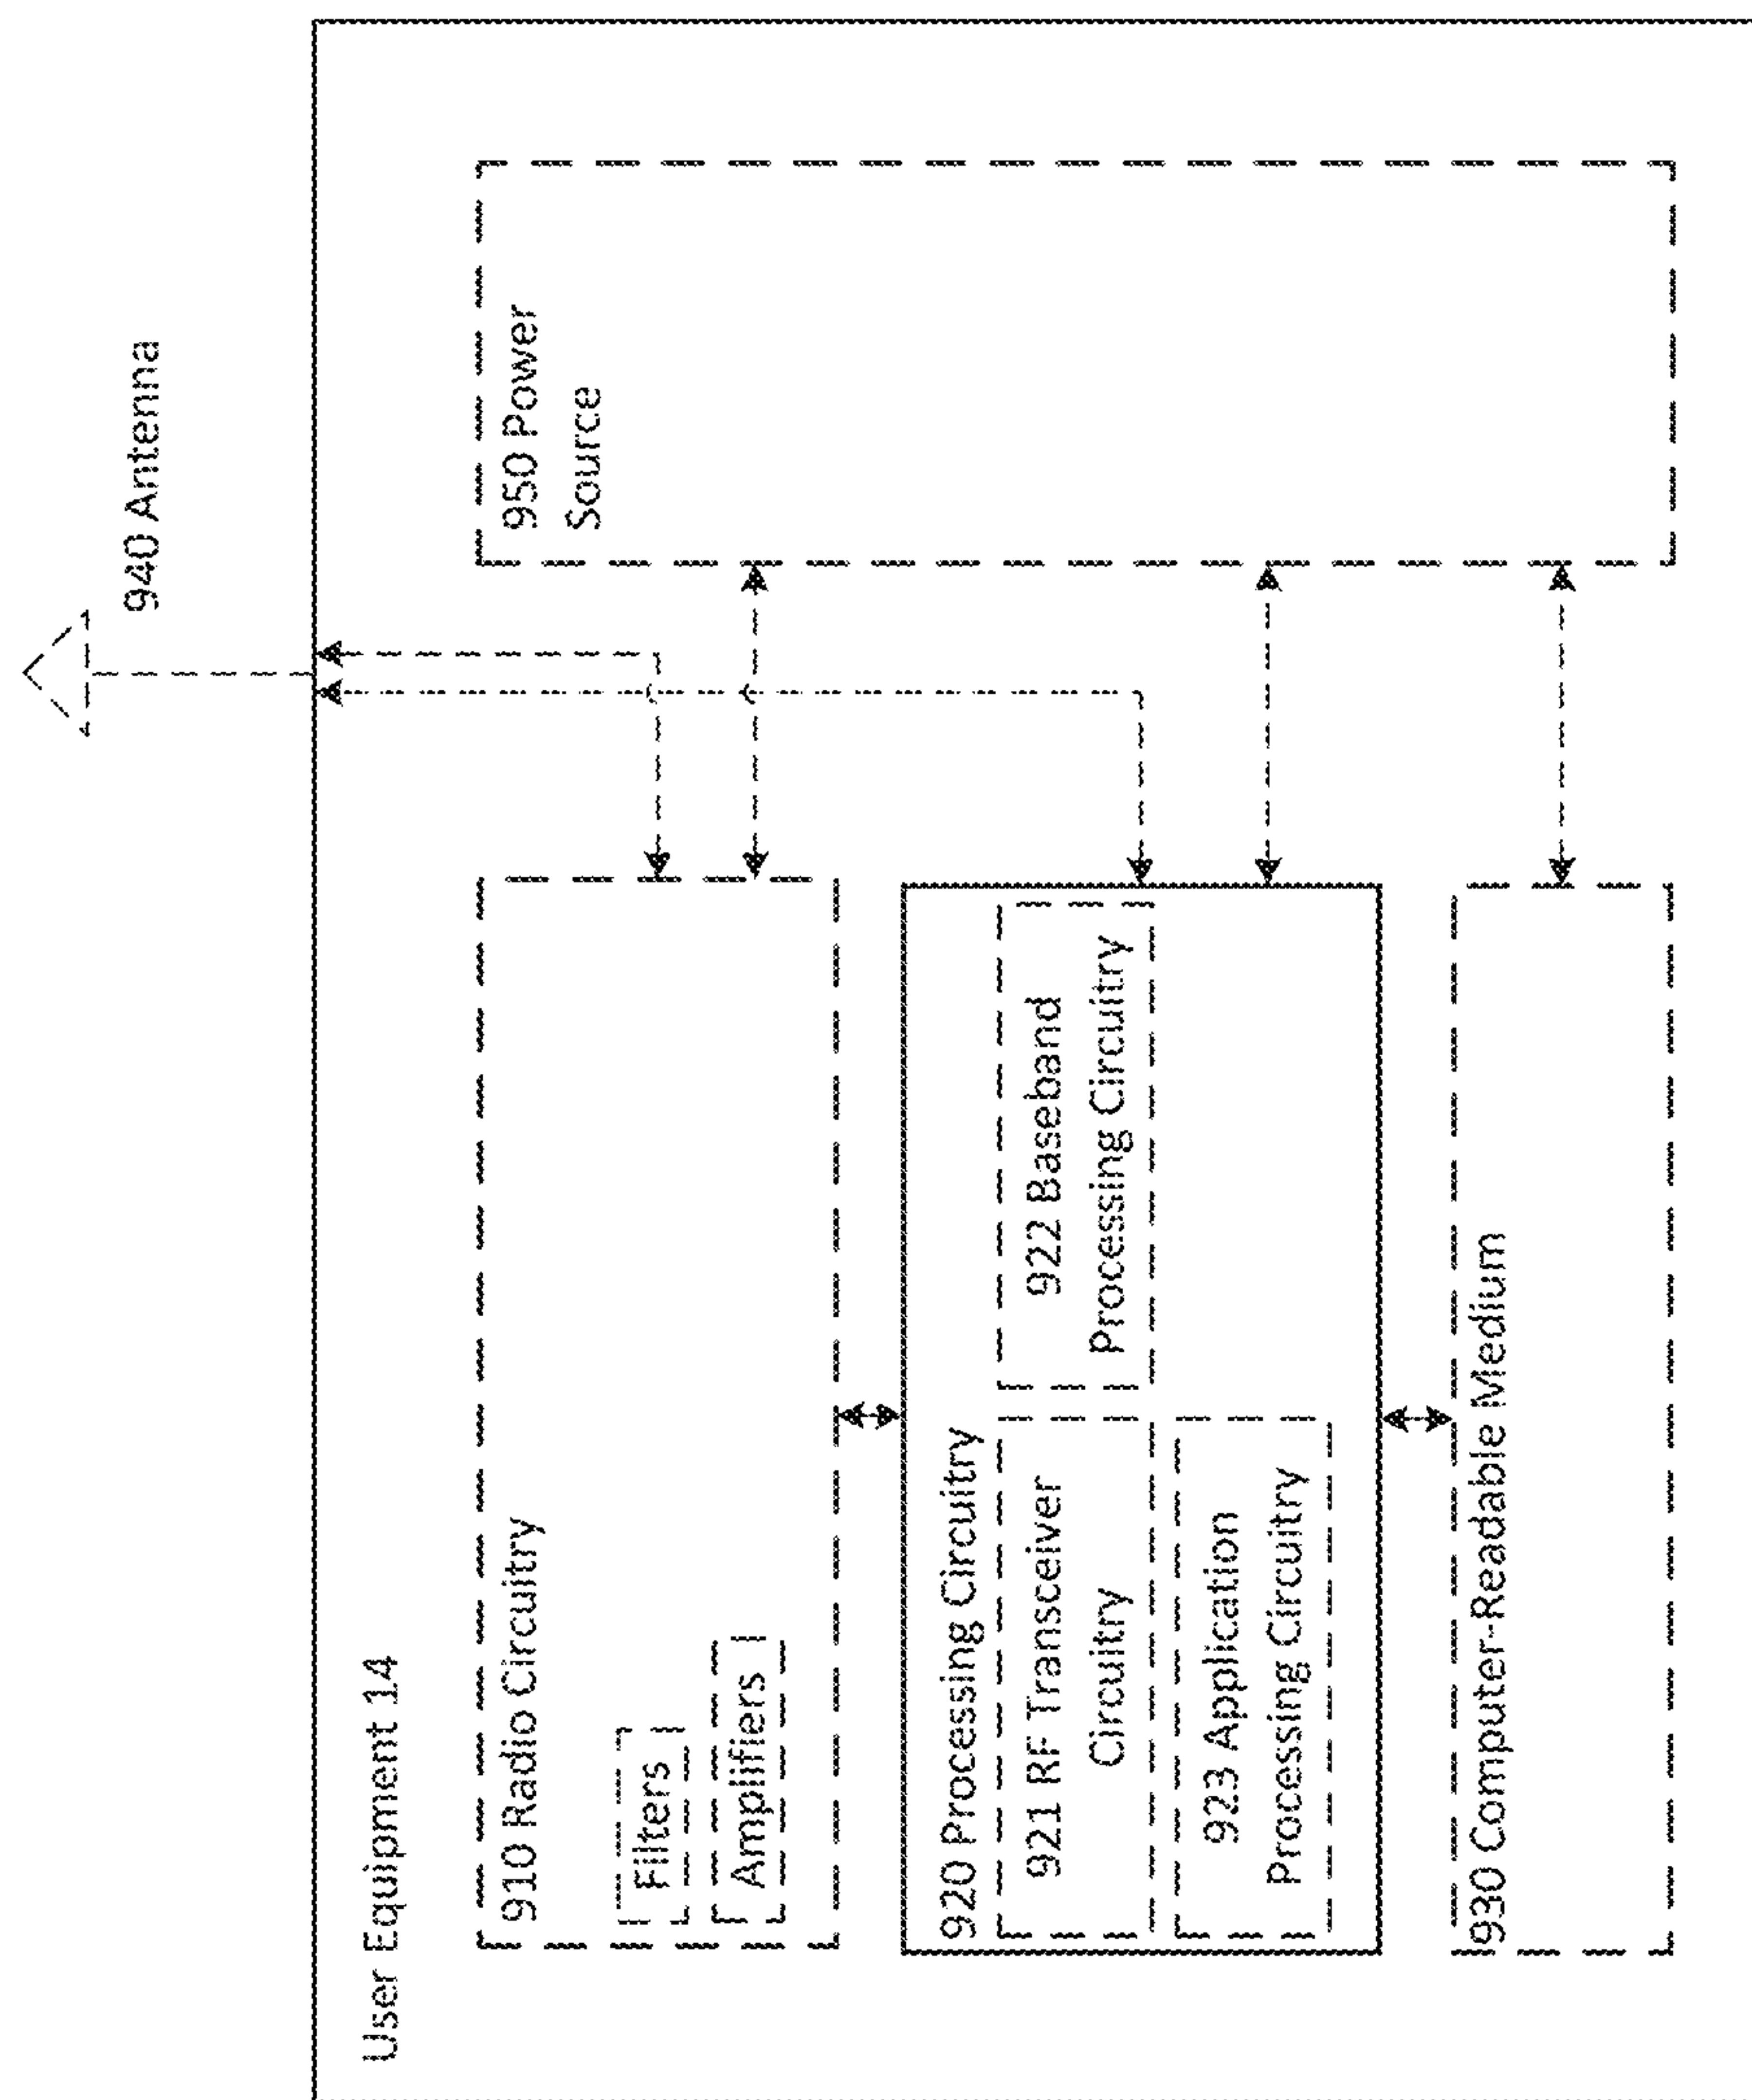 940 Antenna
User Equipment 14
910 Radio Circuitry
Filters
Amplifiers
950 Power
Source
920 Processing Circuitry
921 RF Transceiver
Circuitry
922 Baseband
Processing Circuitry
923 Application
Processing Circuitry
930 Computer-Readable Medium